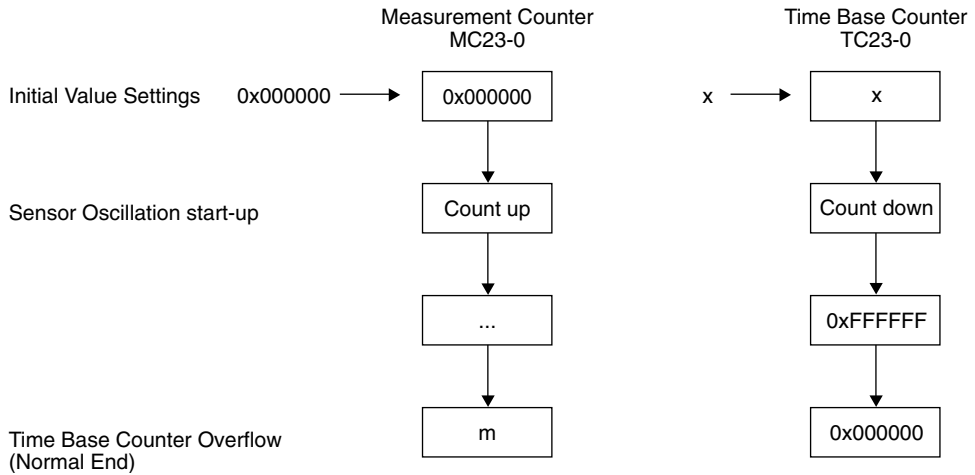 Measurement Counter
MC23-0
Time Base Counter
TC23-0
Initial Value Settings
0x000000
0x000000
x
x
Sensor Oscillation start-up
Count up
Count down
...
0xFFFFFF
Time Base Counter Overflow
(Normal End)
m
0x000000